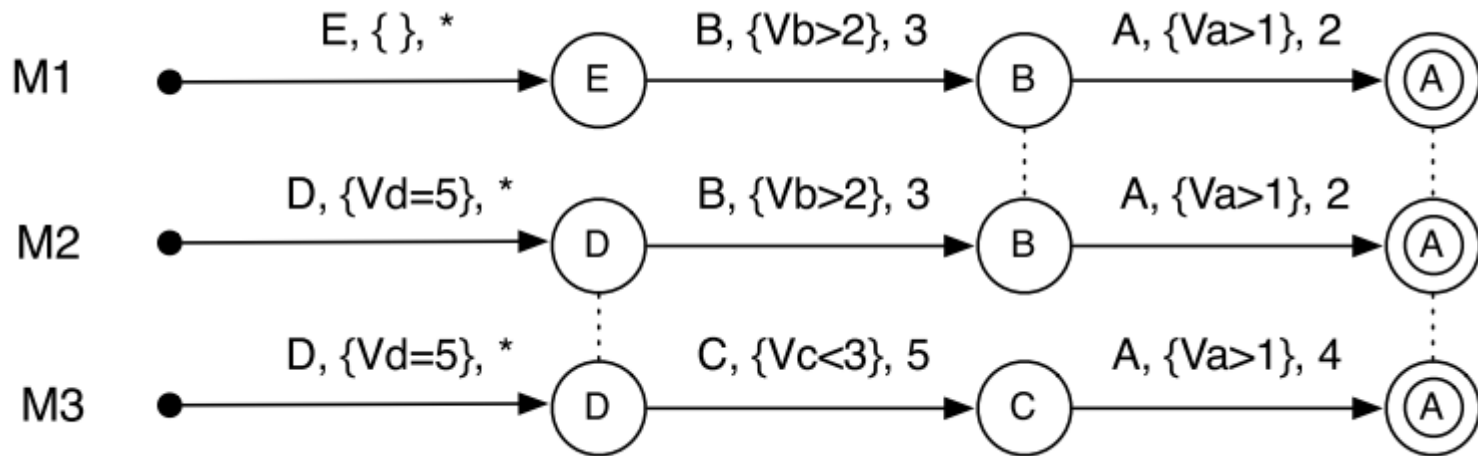 E, { }, * B, {Vb>2}, 3 A, {Va>1}, 2
M1 E B A
D, {Vd=5}, * B, {Vb>2}, 3 A, {Va>1}, 2
M2 D B A
D, {Vd=5}, * C, {Vc<3}, 5 A, {Va>1}, 4
M3 D C A